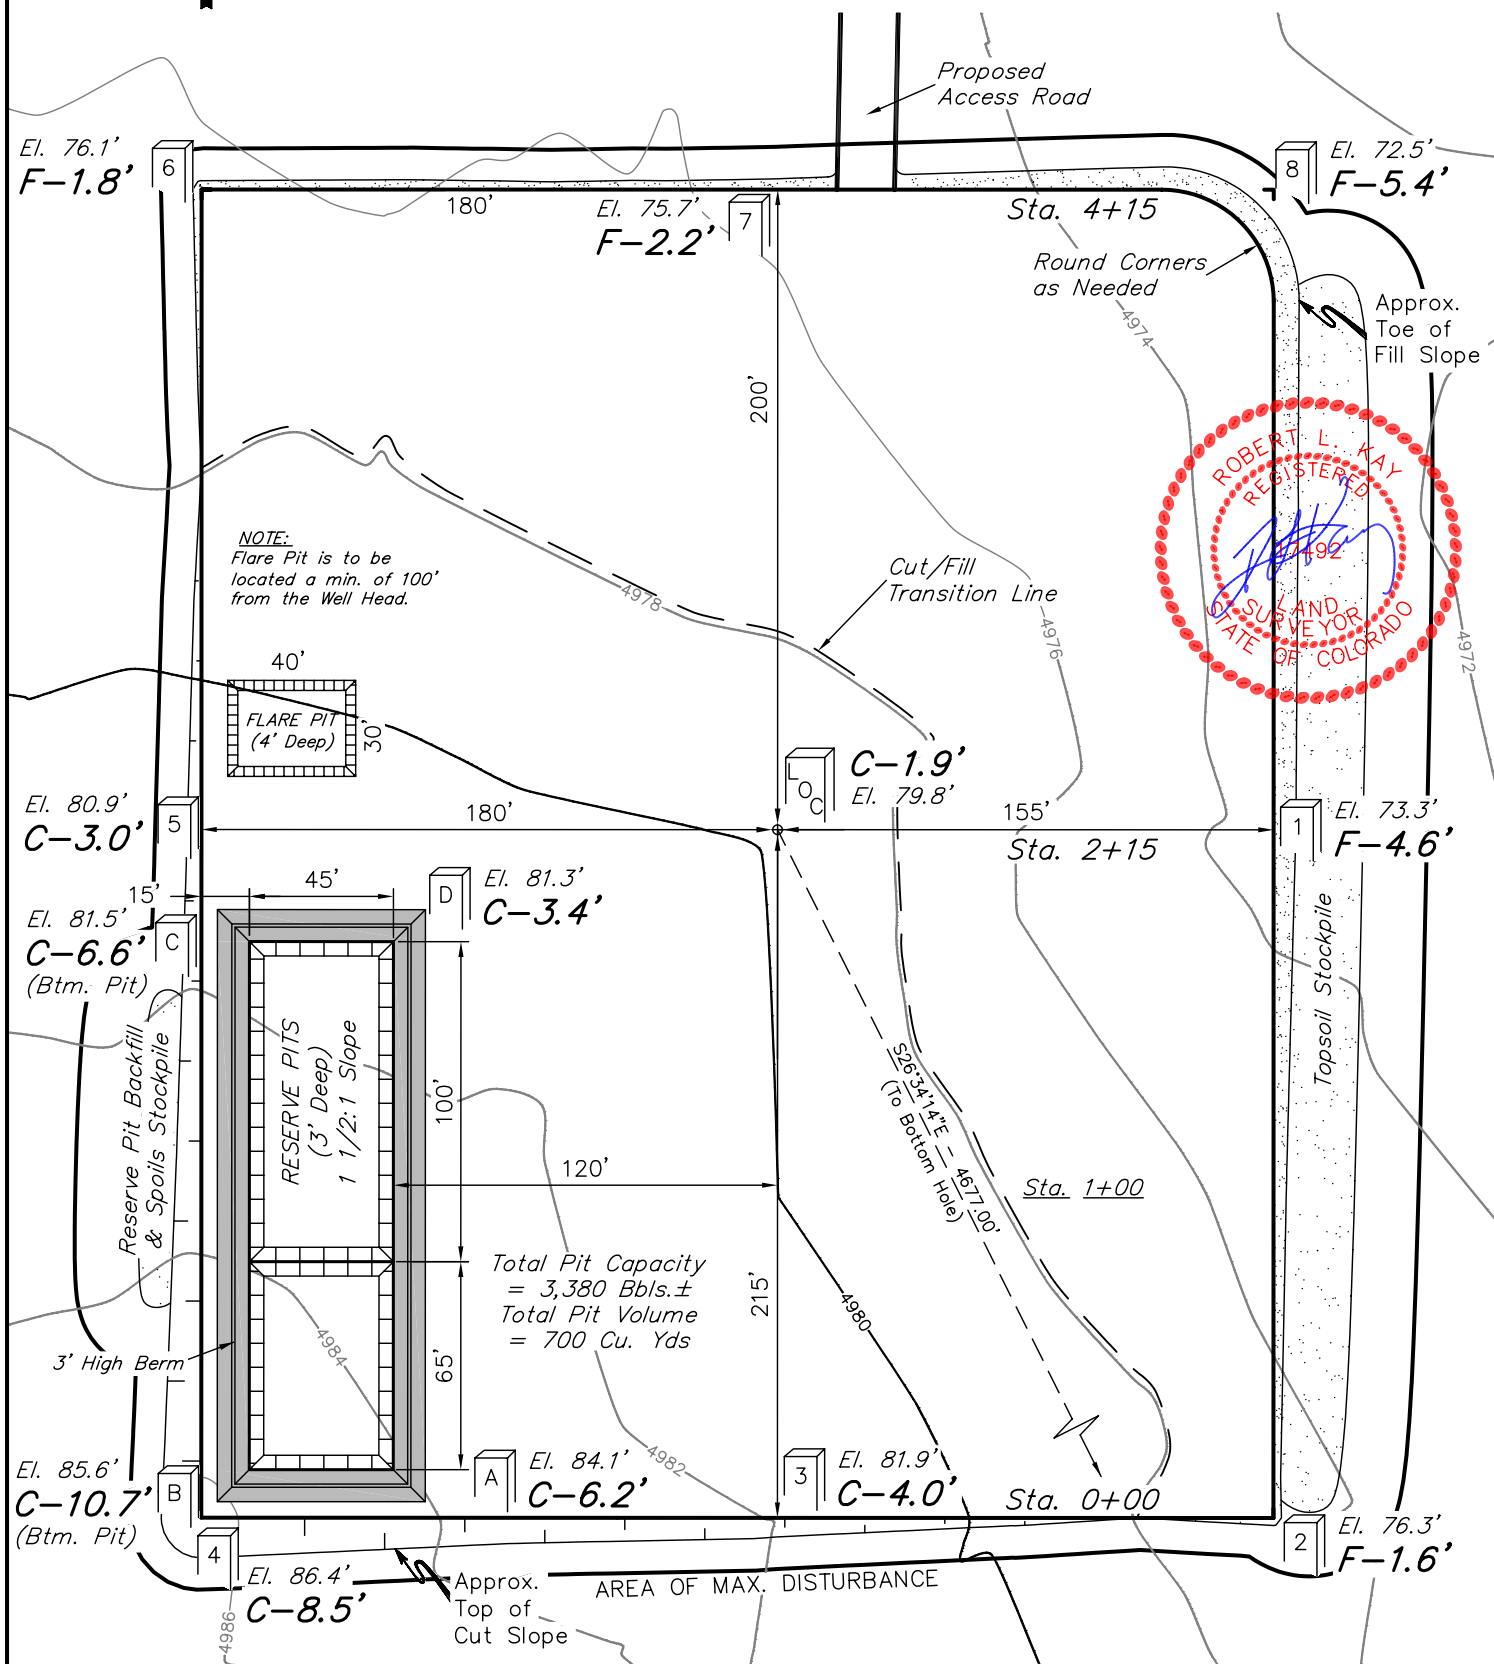 Proposed
Access Road
El. 76.1'
F-1.8'
6
180'
El. 75.7'
F-2.2'
7
Sta. 4+15
8
El. 72.5'
F-5.4'
Round Corners
as Needed
Approx.
Toe of
Fill Slope
4974
200'
ROBERT L. KAY
REGISTERED
LAND
SURVEYOR
STATE OF COLORADO
NOTE:
Flare Pit is to be
located a min. of 100'
from the Well Head.
4978
Cut/Fill
Transition Line
4976
4972
40'
FLARE PIT
(4' Deep)
30'
LOC
C-1.9'
El. 79.8'
El. 80.9'
C-3.0'
5
180'
155'
Sta. 2+15
1
El. 73.3'
F-4.6'
15'
45'
D
El. 81.3'
C-3.4'
El. 81.5'
C-6.6'
(Btm. Pit)
C
Topsoil Stockpile
Reserve Pit Backfill
& Spoils Stockpile
RESERVE PITS
(3' Deep)
1 1/2:1 Slope
100'
120'
S26°34'14"E - 4677.00'
(To Bottom Hole)
Sta. 1+00
Total Pit Capacity
= 3,380 Bbls.±
Total Pit Volume
= 700 Cu. Yds
215'
4980
4984
3' High Berm
65'
4982
El. 85.6'
C-10.7'
(Btm. Pit)
B
A
El. 84.1'
C-6.2'
3
El. 81.9'
C-4.0'
Sta. 0+00
2
El. 76.3'
F-1.6'
4
El. 86.4'
C-8.5'
4986
Approx.
Top of
Cut Slope
AREA OF MAX. DISTURBANCE